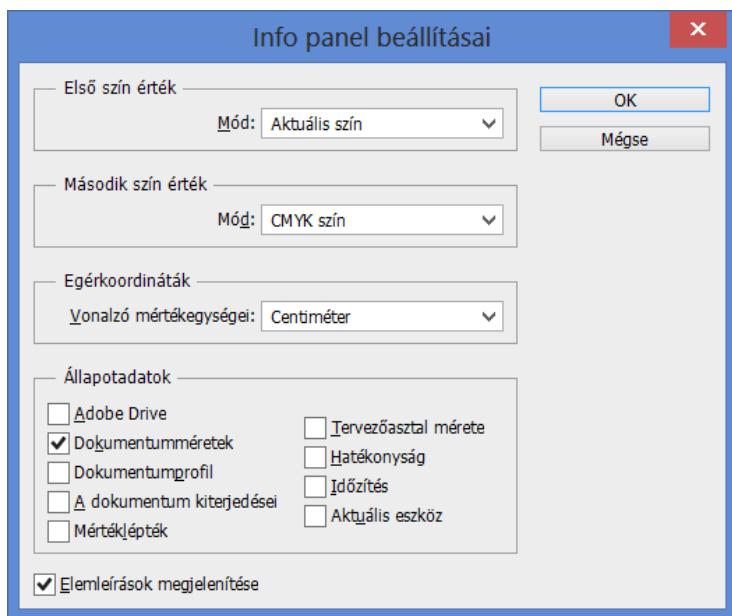 Info panel beállításai
Első szín érték
Mód: Aktuális szín
OK
Mégse
Második szín érték
Mód: CMYK szín
Egérkoordináták
Vonalzó mértékegységei: Centiméter
Állapotadatok
Adobe Drive
Dokumentumméretek
Dokumentumprofil
A dokumentum kiterjedései
Mértéklépték
Tervezőasztal mérete
Hatékonyság
Időzítés
Aktuális eszköz
Elemleírások megjelenítése